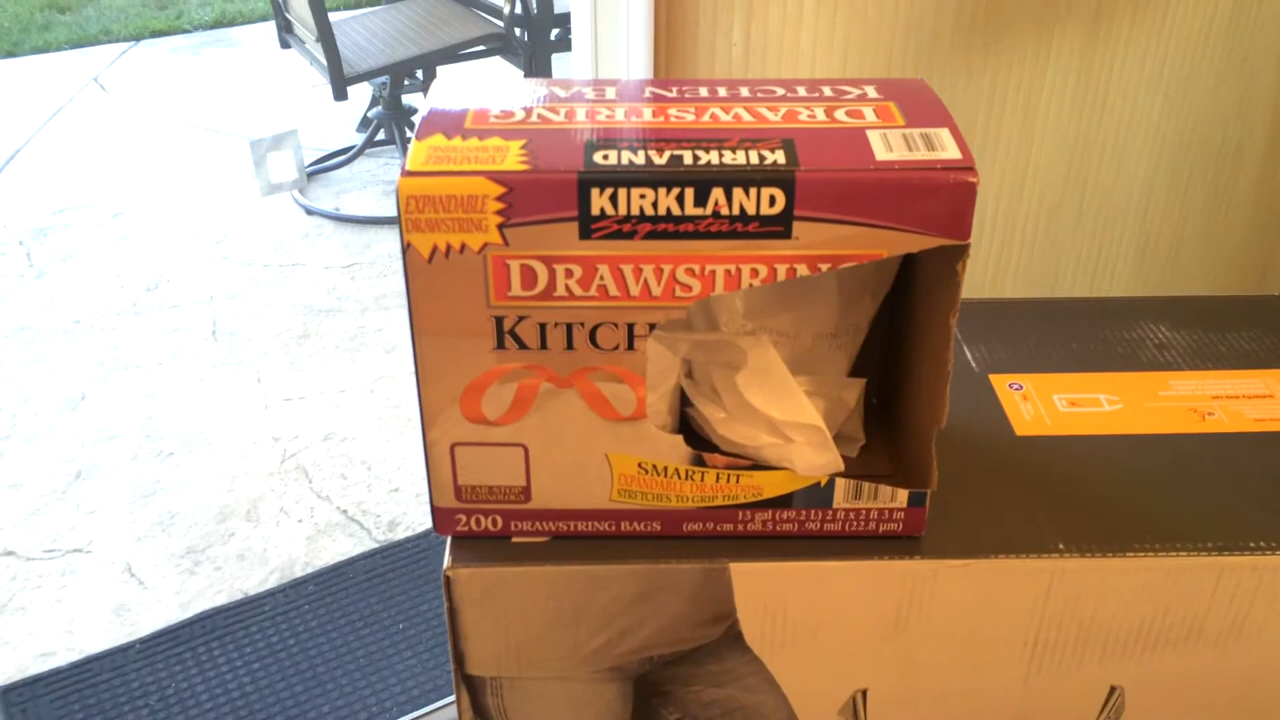 KITCHEN BAG
DRAWSTRING
EXPANDABLE
DRAWSTRING
KIRKLAND
Signature
EXPANDABLE
DRAWSTRING
KIRKLAND
Signature
DRAWSTRING
KITCH
TEAR STOP
TECHNOLOGY
SMART FIT™
EXPANDABLE DRAWSTRING
STRETCHES TO GRIP THE CAN
200 DRAWSTRING BAGS
13 gal (49.2 L) 2 ft x 2 ft 3 in
(60.9 cm x 68.5 cm) .90 mil (22.8 µm)